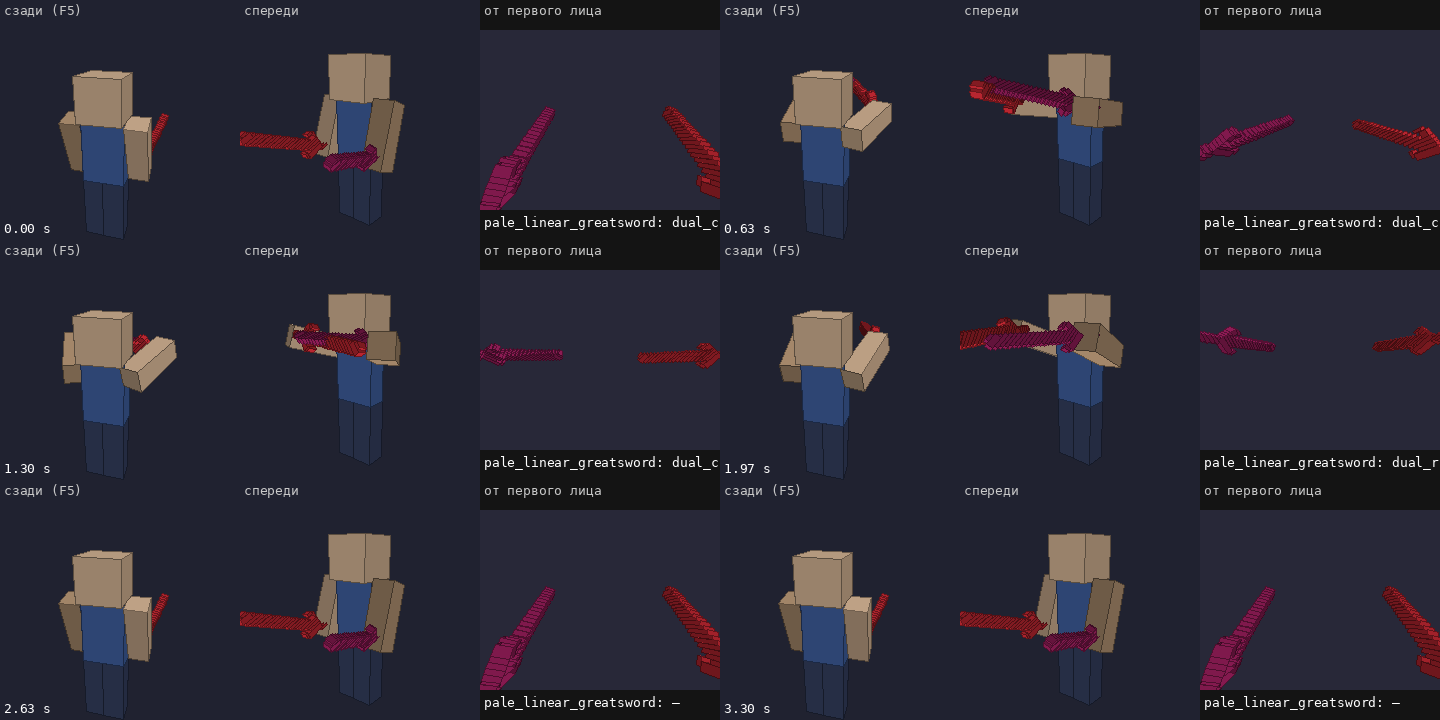 сзади (F5)
спереди
от первого лица
0.00 s
pale_linear_greatsword: dual_c
сзади (F5)
спереди
от первого лица
0.63 s
pale_linear_greatsword: dual_c
сзади (F5)
спереди
от первого лица
1.30 s
pale_linear_greatsword: dual_c
сзади (F5)
спереди
от первого лица
1.97 s
pale_linear_greatsword: dual_r
сзади (F5)
спереди
от первого лица
2.63 s
pale_linear_greatsword: —
сзади (F5)
спереди
от первого лица
3.30 s
pale_linear_greatsword: —